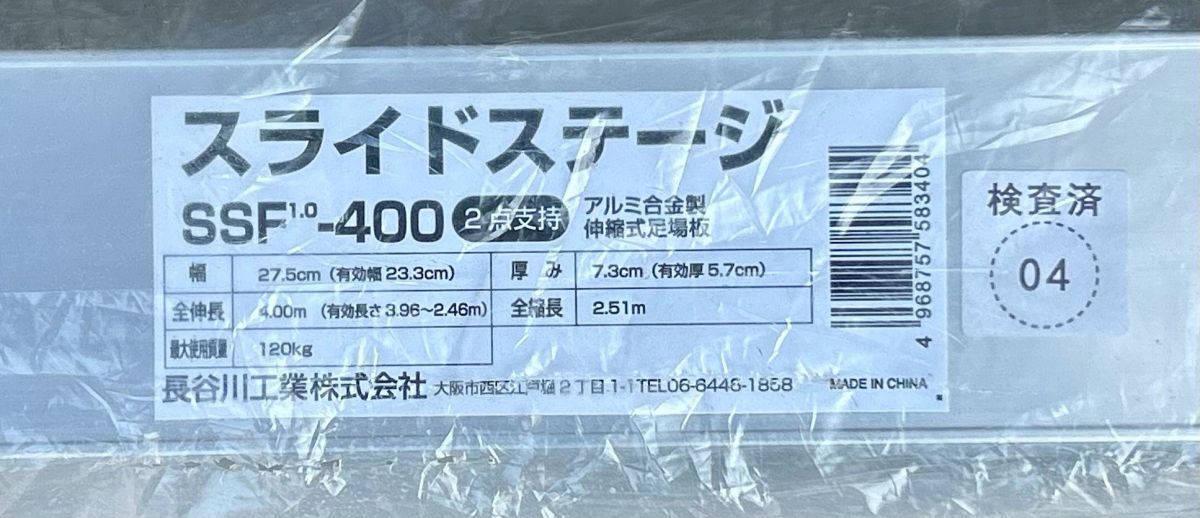 スライドステージ
SSF1.0-400 2点支持 アルミ合金製
伸縮式足場板
幅 27.5cm (有効幅23.3cm) 厚み 7.3cm (有効厚5.7cm)
全伸長 4.00m (有効長さ3.96〜2.46m) 全縮長 2.51m
最大使用質量 120kg
長谷川工業株式会社 大阪市西区江戸堀2丁目1-1 TEL06-6446-1858
4 968757 583404
MADE IN CHINA
検査済
04